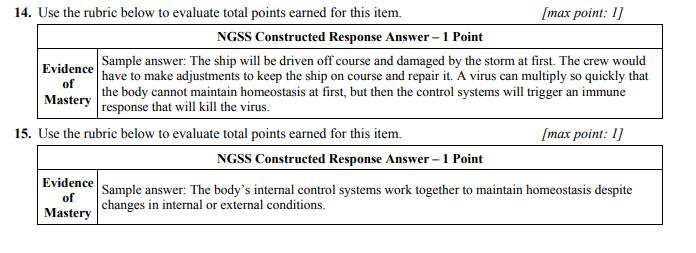 14. Use the rubric below to evaluate total points earned for this item. [max point: 1]
NGSS Constructed Response Answer – 1 Point
Evidence of Mastery
Sample answer: The ship will be driven off course and damaged by the storm at first. The crew would
have to make adjustments to keep the ship on course and repair it. A virus can multiply so quickly that
the body cannot maintain homeostasis at first, but then the control systems will trigger an immune
response that will kill the virus.
15. Use the rubric below to evaluate total points earned for this item. [max point: 1]
NGSS Constructed Response Answer – 1 Point
Evidence of Mastery
Sample answer: The body’s internal control systems work together to maintain homeostasis despite
changes in internal or external conditions.